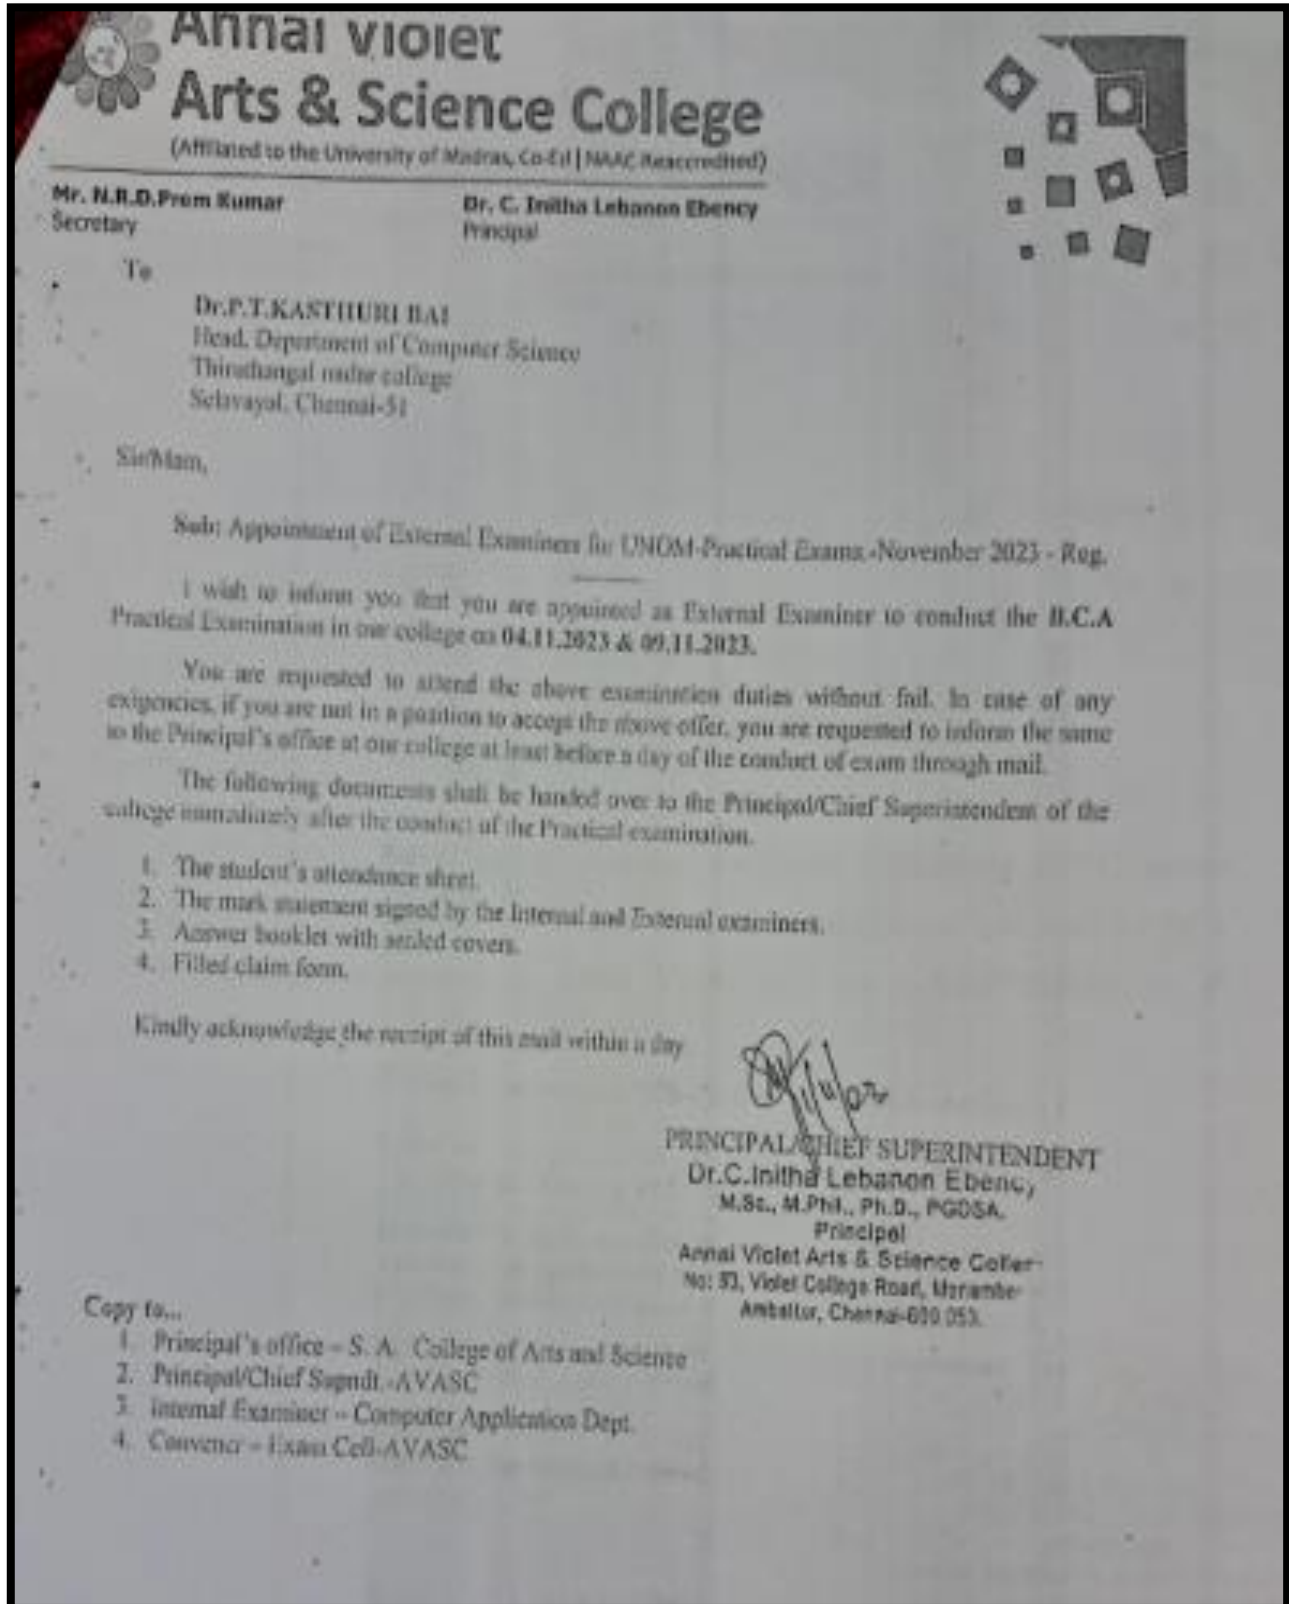 Annai Violet
Arts & Science College
(Affiliated to the University of Madras, Co-Ed | NAAC Reaccredited)
Mr. N.R.D.Prem Kumar
Secretary
Dr. C. Initha Lebanon Ebency
Principal
To
Dr.P.T.KASTHURI BAI
Head, Department of Computer Science
Thiruthangal nadar college
Selavayal, Chennai-51
Sir/Mam,
Sub: Appointment of External Examiners for UNOM-Practical Exams.-November 2023 - Reg.
I wish to inform you that you are appointed as External Examiner to conduct the B.C.A
Practical Examination in our college on 04.11.2023 & 09.11.2023.
You are requested to attend the above examination duties without fail. In case of any
exigencies, if you are not in a position to accept the above offer, you are requested to inform the same
to the Principal's office at our college at least before a day of the conduct of exam through mail.
The following documents shall be handed over to the Principal/Chief Superintendent of the
college immediately after the conduct of the Practical examination.
1. The student's attendance sheet.
2. The mark statement signed by the Internal and External examiners.
3. Answer booklet with sealed covers.
4. Filled claim form.
Kindly acknowledge the receipt of this mail within a day
PRINCIPAL/CHIEF SUPERINTENDENT
Dr.C.Initha Lebanon Ebency
M.Sc., M.Phil., Ph.D., PGDSA.
Principal
Annai Violet Arts & Science Colle
No: 53, Violet College Road, Menambe
Ambattur, Chennai-600 053.
Copy to...
1. Principal's office – S. A. College of Arts and Science
2. Principal/Chief Supndt.-AVASC
3. Internal Examiner – Computer Application Dept.
4. Convener – Exam Cell-AVASC